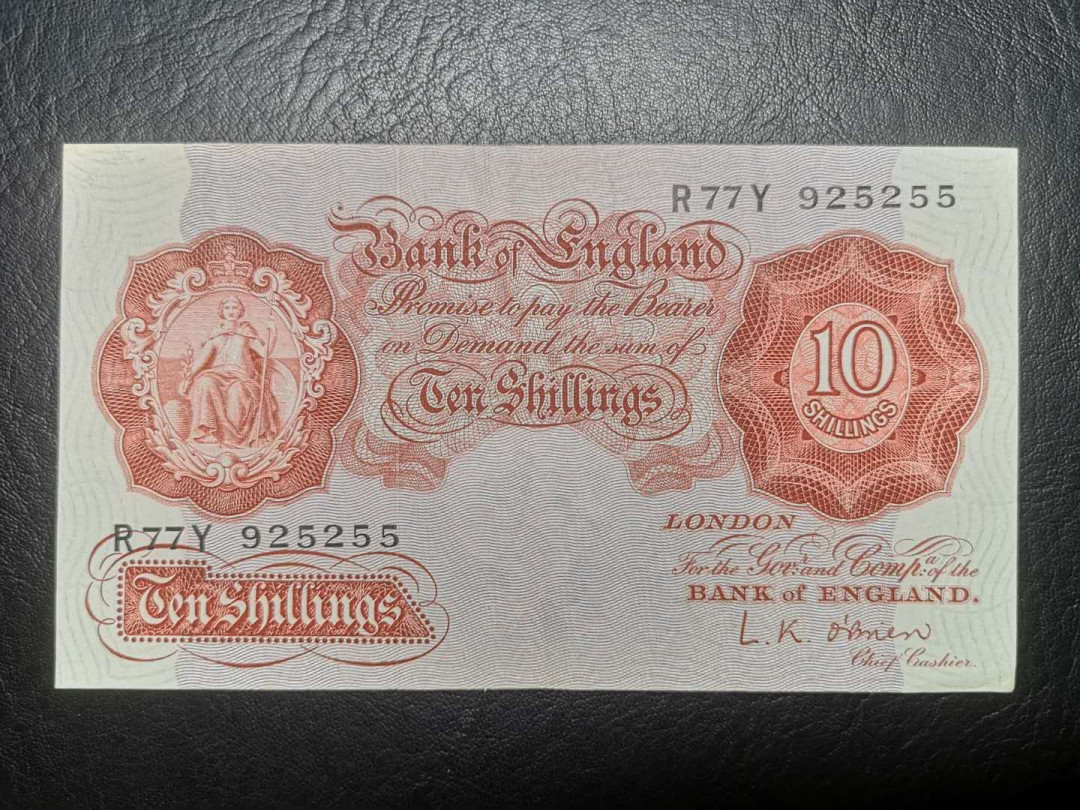 R77Y 925255
Bank of England
Promise to pay the Bearer
on Demand the sum of
Ten Shillings
10
SHILLINGS
R77Y 925255
Ten Shillings
LONDON
For the Govr. and Compa. of the
BANK of ENGLAND.
L.K. O'Brien
Chief Cashier.